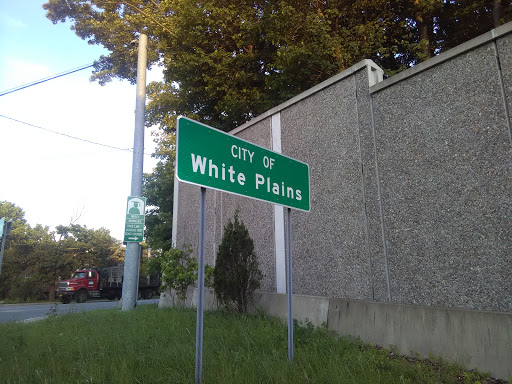 CITY OF
White Plains